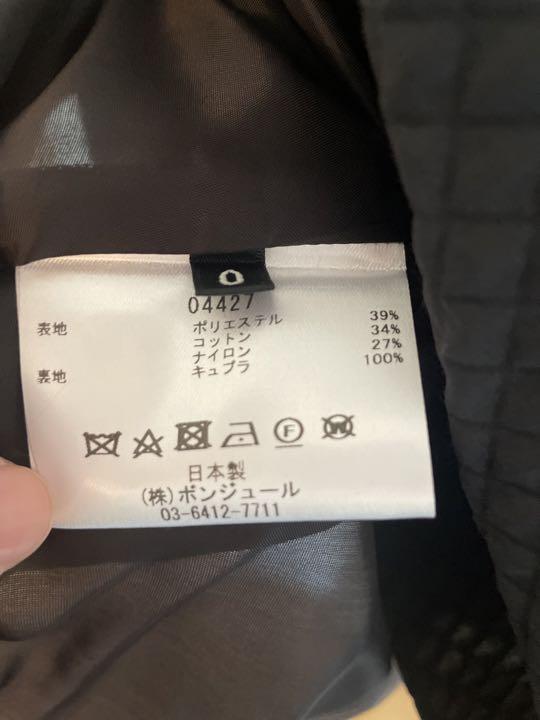 0
04427
表地 ポリエステル 39%
コットン 34%
ナイロン 27%
裏地 キュプラ 100%
F W
日本製
(株)ボンジュール
03-6412-7711